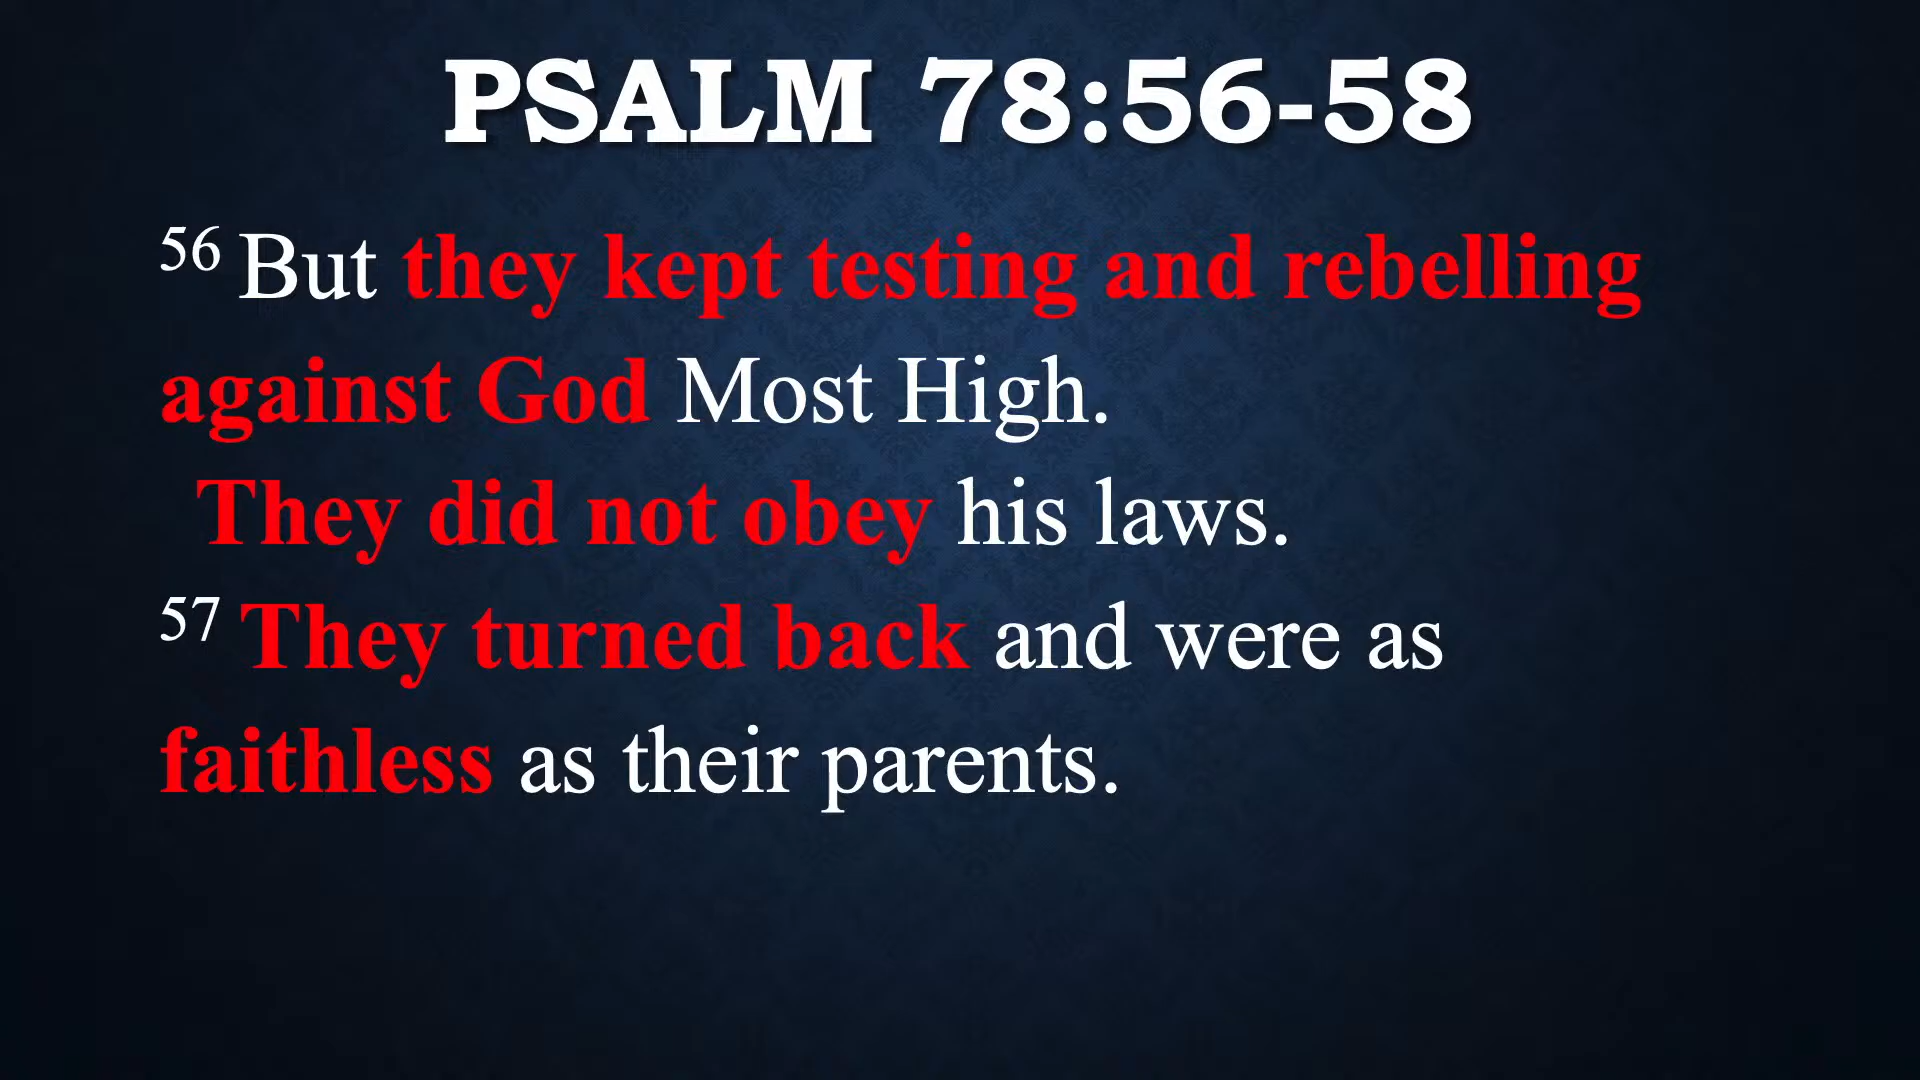 PSALM 78:56-58
56 But they kept testing and rebelling
against God Most High.
They did not obey his laws.
57 They turned back and were as
faithless as their parents.